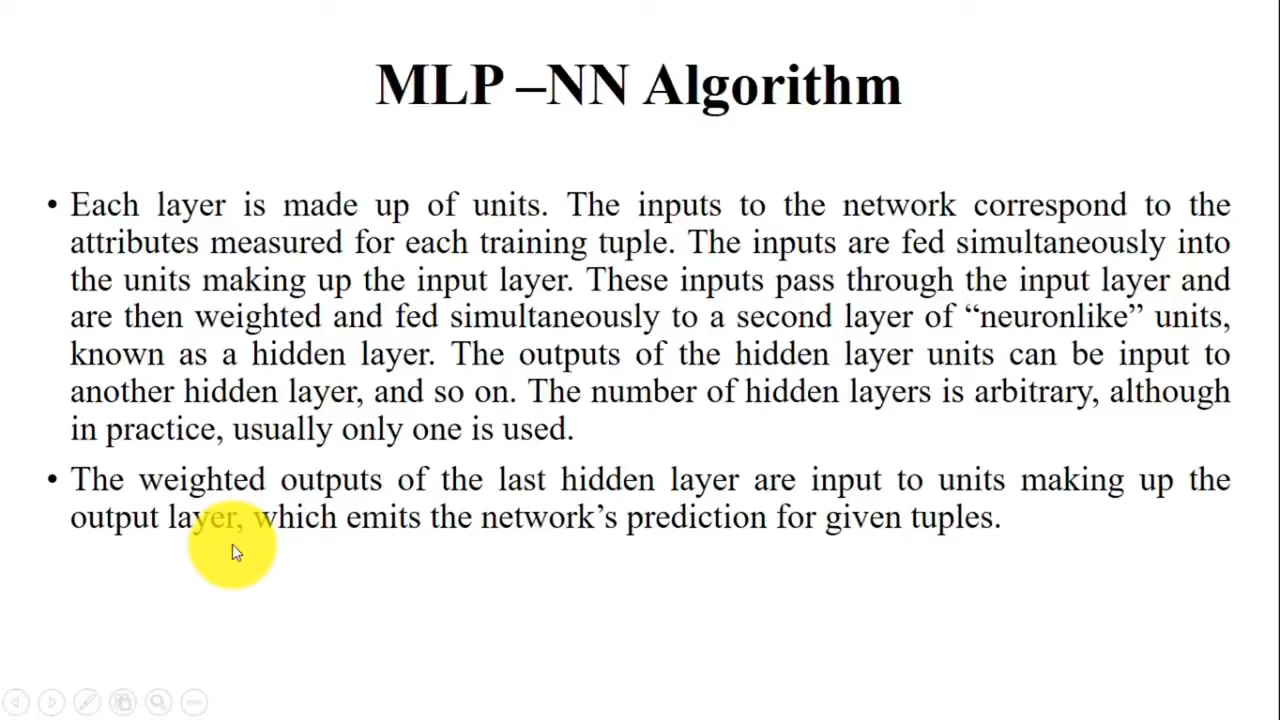 MLP –NN Algorithm
• Each layer is made up of units. The inputs to the network correspond to the
attributes measured for each training tuple. The inputs are fed simultaneously into
the units making up the input layer. These inputs pass through the input layer and
are then weighted and fed simultaneously to a second layer of “neuronlike” units,
known as a hidden layer. The outputs of the hidden layer units can be input to
another hidden layer, and so on. The number of hidden layers is arbitrary, although
in practice, usually only one is used.
• The weighted outputs of the last hidden layer are input to units making up the
output layer, which emits the network’s prediction for given tuples.